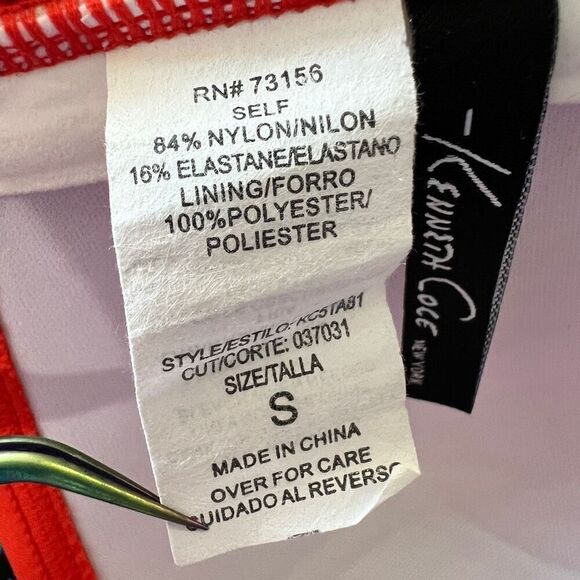 RN# 73156
SELF
84% NYLON/NILON
16% ELASTANE/ELASTANO
LINING/FORRO
100%POLYESTER/
POLIESTER
STYLE/ESTILO: KC5TA81
CUT/CORTE: 037031
SIZE/TALLA
S
MADE IN CHINA
OVER FOR CARE
CUIDADO AL REVERSO
KENNETH COLE NEW YORK